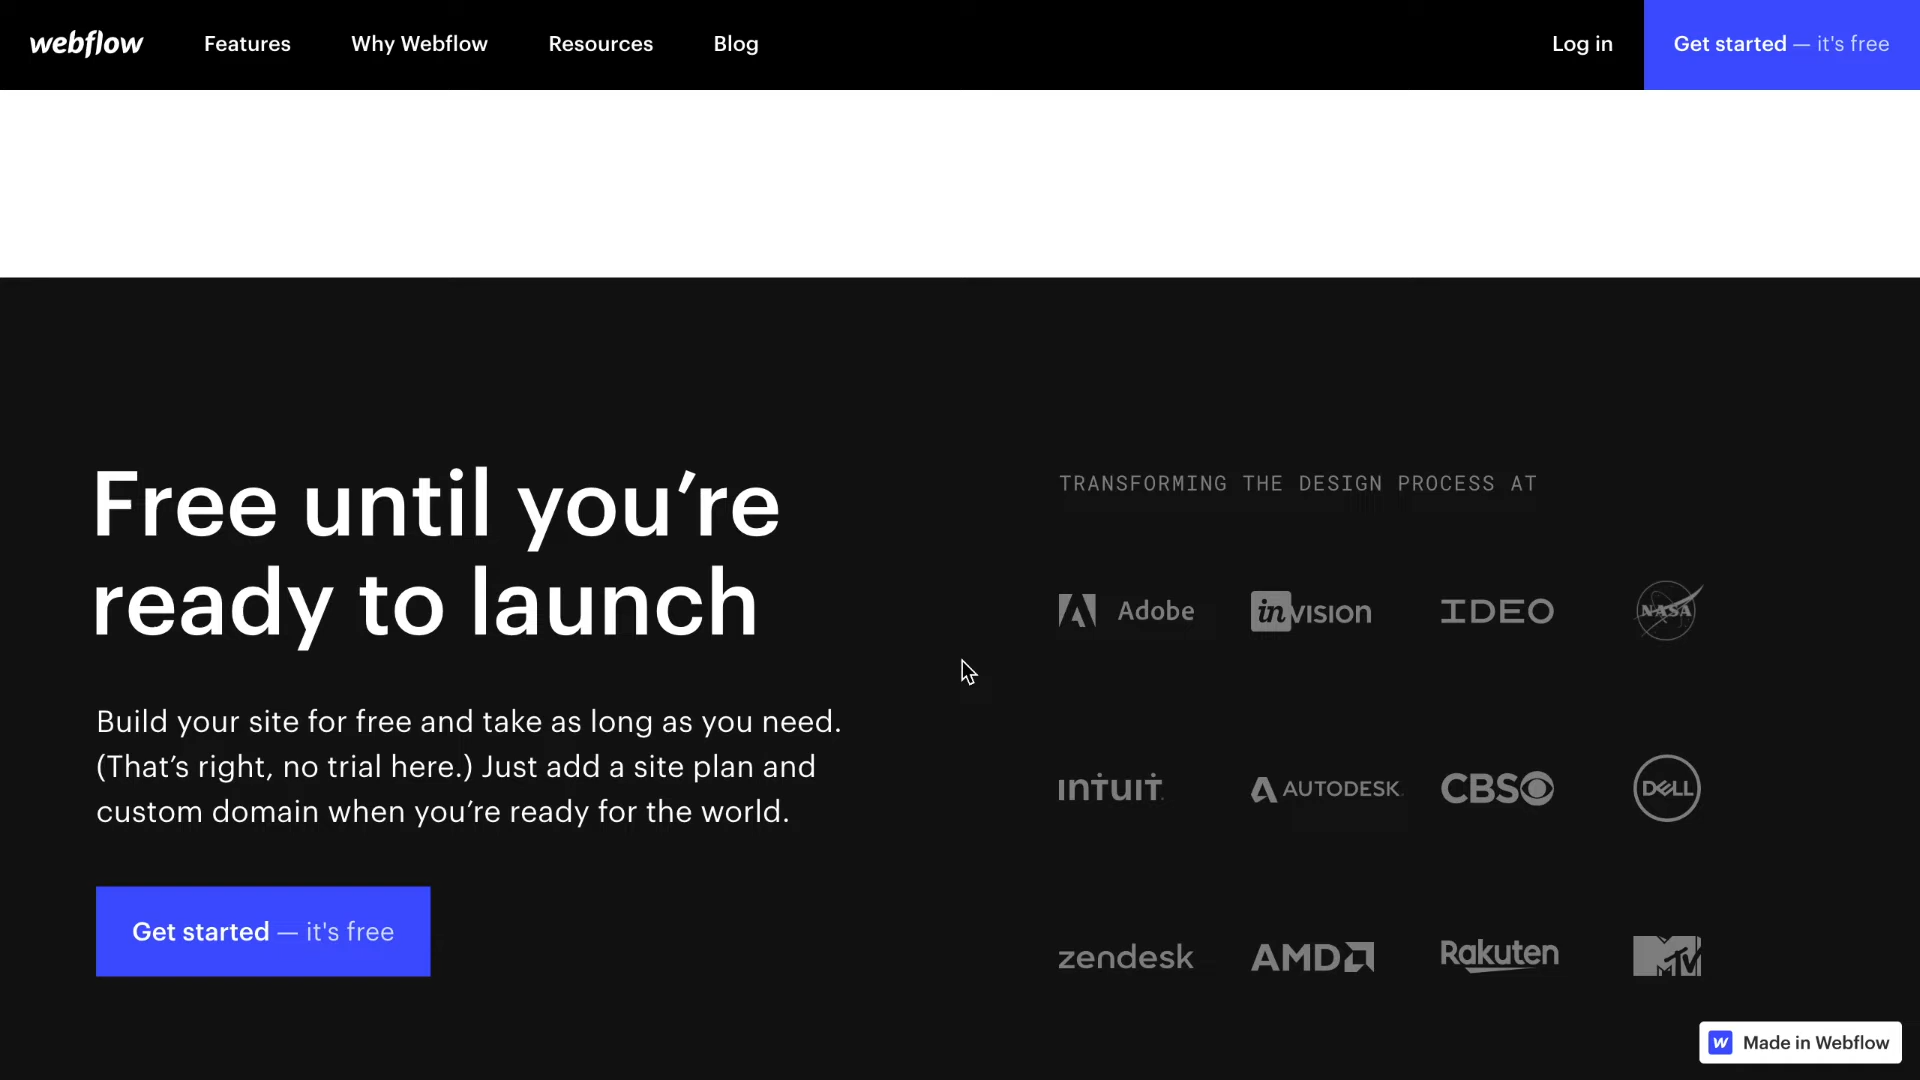 webflow
Features
Why Webflow
Resources
Blog
Log in
Get started — it's free
Free until you’re
ready to launch
Build your site for free and take as long as you need.
(That’s right, no trial here.) Just add a site plan and
custom domain when you’re ready for the world.
Get started — it's free
TRANSFORMING THE DESIGN PROCESS AT
Adobe
inVISION
IDEO
NASA
intuit.
AUTODESK.
CBS
DELL
zendesk
AMD
Rakuten
MTV
W Made in Webflow